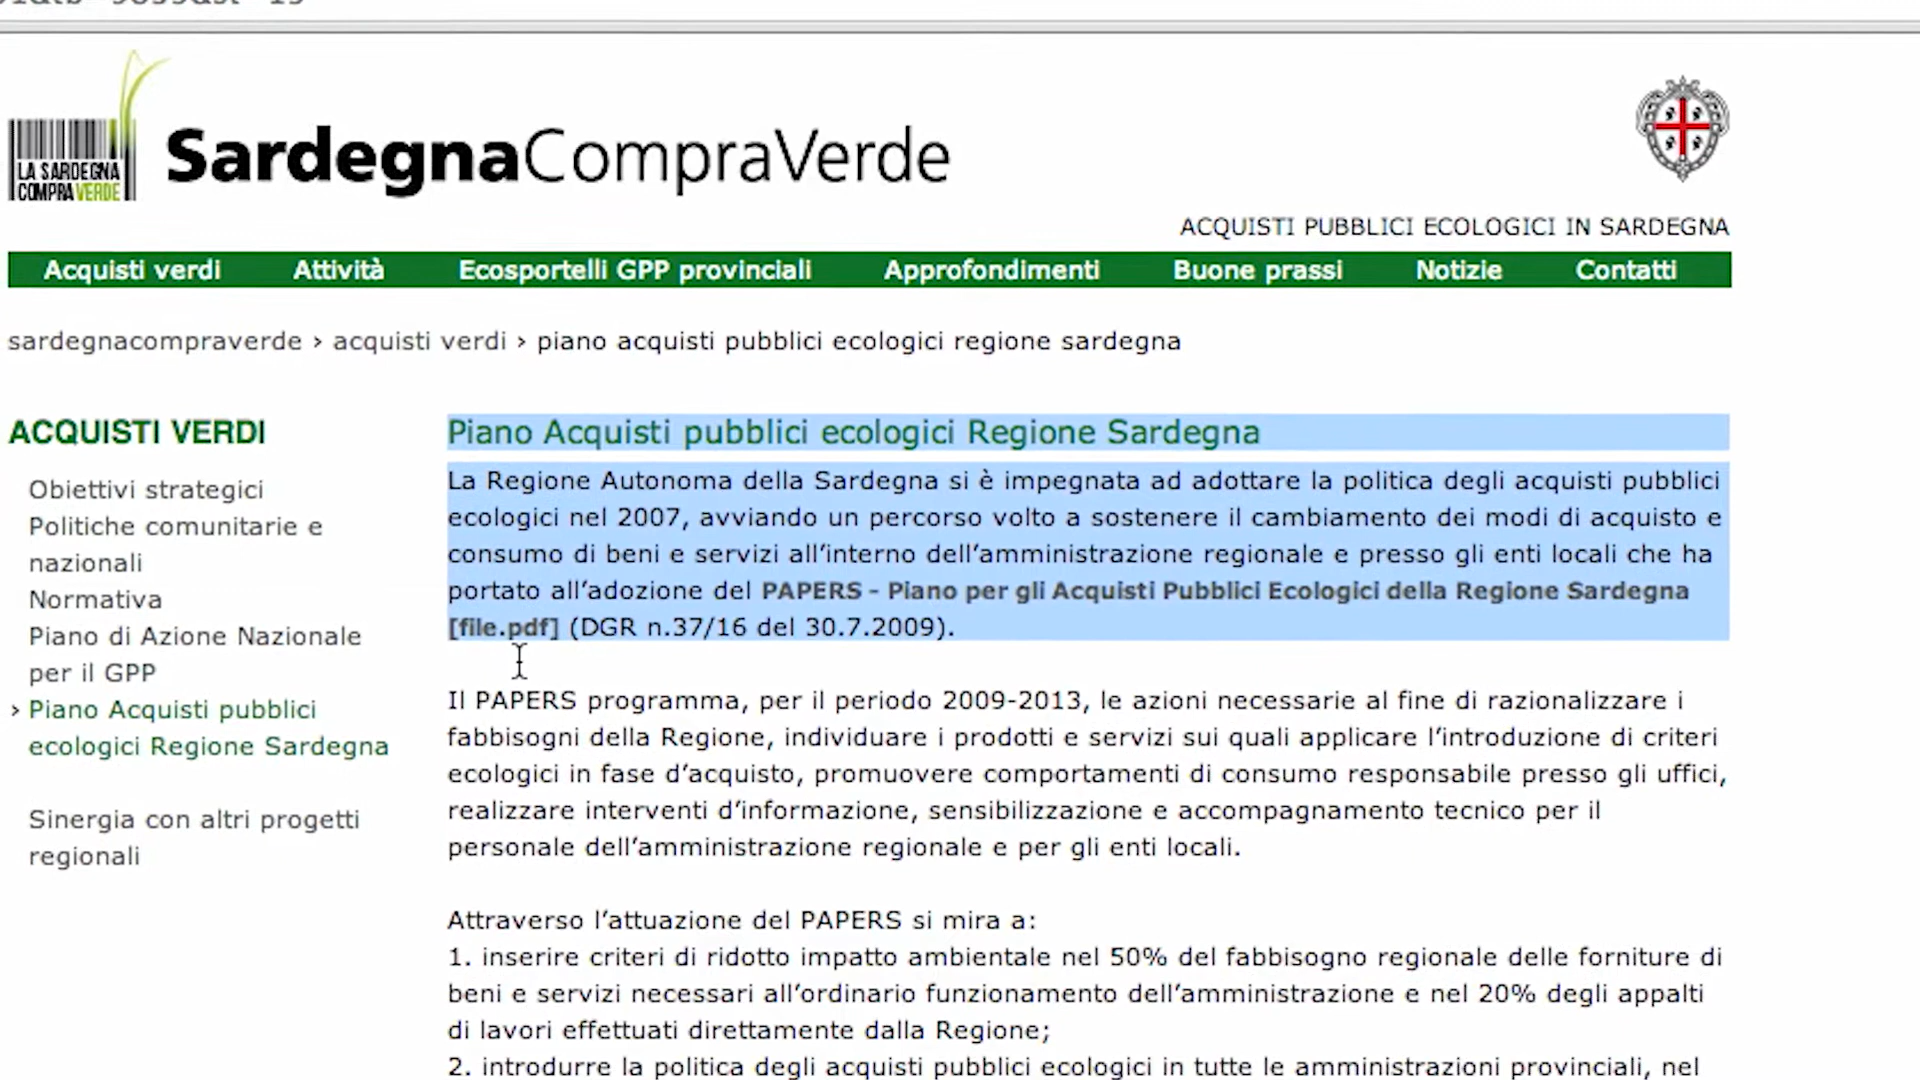 LA SARDEGNA
COMPRAVERDE
SardegnaCompraVerde
ACQUISTI PUBBLICI ECOLOGICI IN SARDEGNA
Acquisti verdi Attività Ecosportelli GPP provinciali Approfondimenti Buone prassi Notizie Contatti
sardegnacompraverde › acquisti verdi › piano acquisti pubblici ecologici regione sardegna
ACQUISTI VERDI
Obiettivi strategici
Politiche comunitarie e
nazionali
Normativa
Piano di Azione Nazionale
per il GPP
› Piano Acquisti pubblici
ecologici Regione Sardegna
Sinergia con altri progetti
regionali
Piano Acquisti pubblici ecologici Regione Sardegna
La Regione Autonoma della Sardegna si è impegnata ad adottare la politica degli acquisti pubblici
ecologici nel 2007, avviando un percorso volto a sostenere il cambiamento dei modi di acquisto e
consumo di beni e servizi all’interno dell’amministrazione regionale e presso gli enti locali che ha
portato all’adozione del PAPERS - Piano per gli Acquisti Pubblici Ecologici della Regione Sardegna
[file.pdf] (DGR n.37/16 del 30.7.2009).
Il PAPERS programma, per il periodo 2009-2013, le azioni necessarie al fine di razionalizzare i
fabbisogni della Regione, individuare i prodotti e servizi sui quali applicare l’introduzione di criteri
ecologici in fase d’acquisto, promuovere comportamenti di consumo responsabile presso gli uffici,
realizzare interventi d’informazione, sensibilizzazione e accompagnamento tecnico per il
personale dell’amministrazione regionale e per gli enti locali.
Attraverso l’attuazione del PAPERS si mira a:
1. inserire criteri di ridotto impatto ambientale nel 50% del fabbisogno regionale delle forniture di
beni e servizi necessari all’ordinario funzionamento dell’amministrazione e nel 20% degli appalti
di lavori effettuati direttamente dalla Regione;
2. introdurre la politica degli acquisti pubblici ecologici in tutte le amministrazioni provinciali, nel